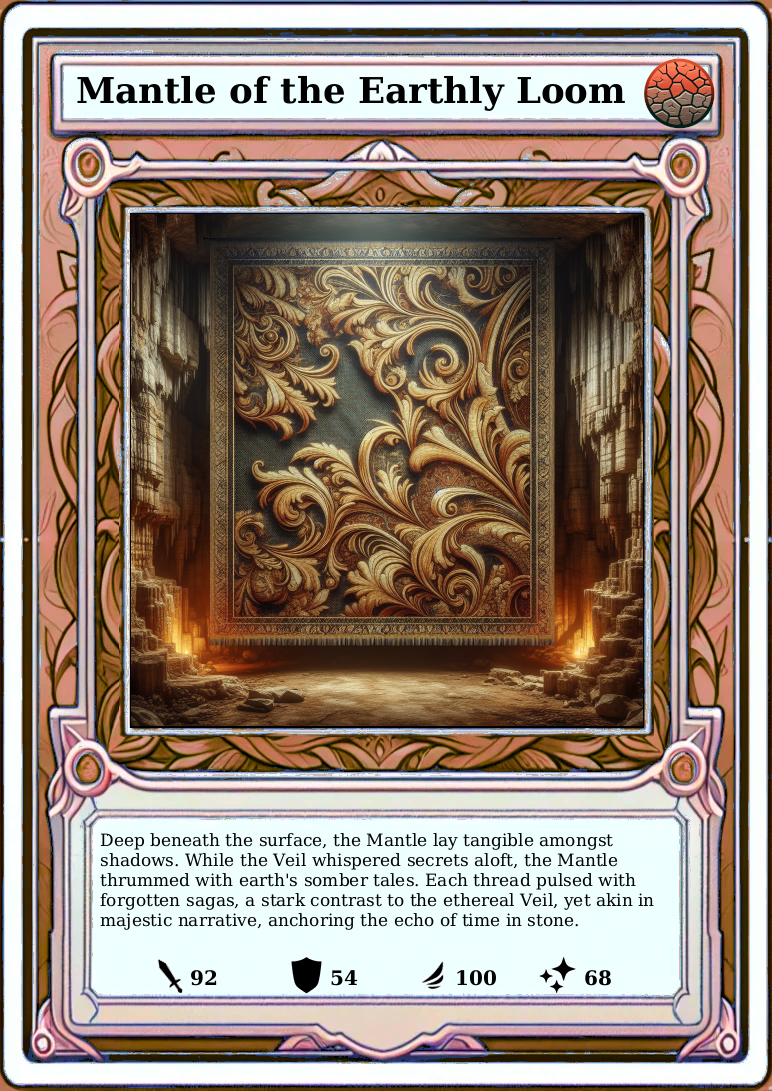 Mantle of the Earthly Loom
Deep beneath the surface, the Mantle lay tangible amongst
shadows. While the Veil whispered secrets aloft, the Mantle
thrummed with earth's somber tales. Each thread pulsed with
forgotten sagas, a stark contrast to the ethereal Veil, yet akin in
majestic narrative, anchoring the echo of time in stone.
92 54 100 68